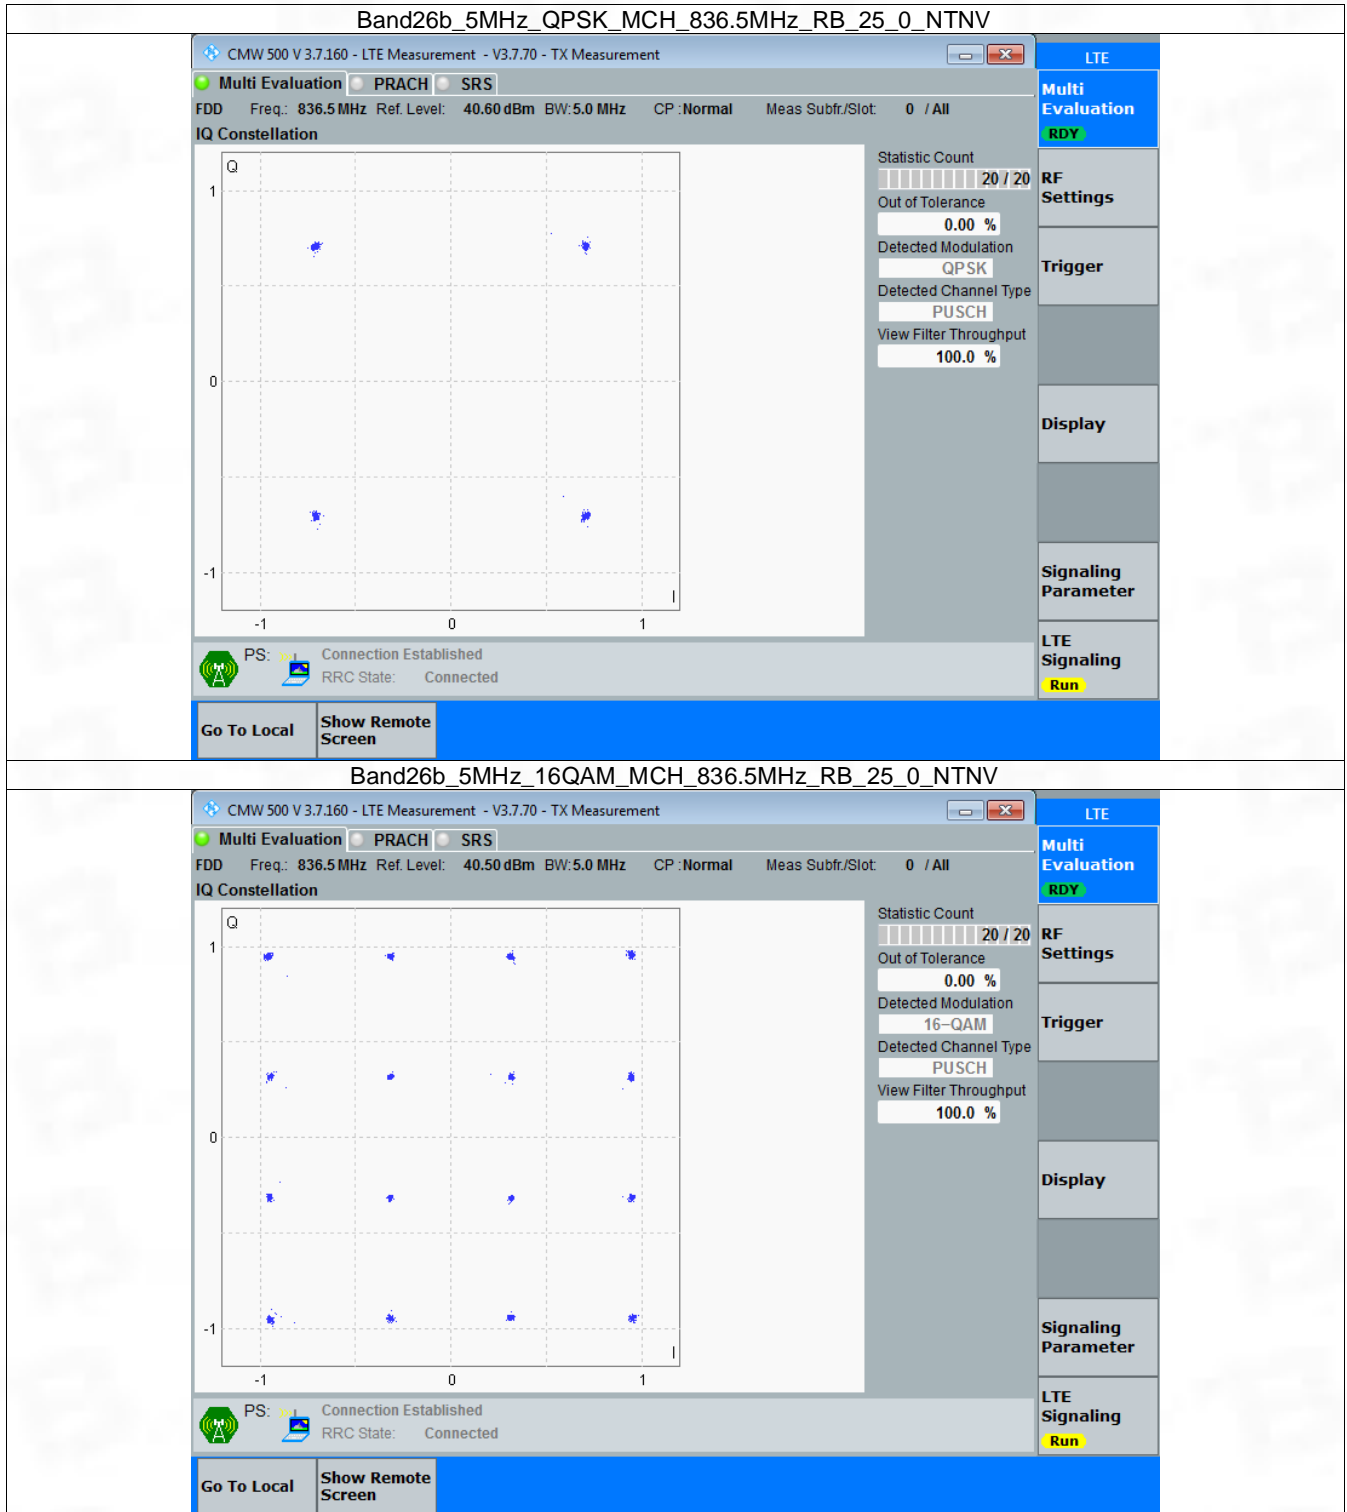 Band26b_5MHz_QPSK_MCH_836.5MHz_RB_25_0_NTNV
CMW 500 V 3.7.160 - LTE Measurement - V3.7.70 - TX Measurement
LTE
Multi Evaluation PRACH SRS
FDD Freq.: 836.5 MHz Ref. Level: 40.60 dBm BW: 5.0 MHz CP : Normal Meas Subfr./Slot: 0 / All
IQ Constellation
Q
1
0
-1
I
-1 0 1
Statistic Count
20 / 20
Out of Tolerance
0.00 %
Detected Modulation
QPSK
Detected Channel Type
PUSCH
View Filter Throughput
100.0 %
Multi
Evaluation
RDY
RF
Settings
Trigger
Display
Signaling
Parameter
LTE
Signaling
Run
PS: Connection Established
RRC State: Connected
Go To Local
Show Remote
Screen
Band26b_5MHz_16QAM_MCH_836.5MHz_RB_25_0_NTNV
CMW 500 V 3.7.160 - LTE Measurement - V3.7.70 - TX Measurement
LTE
Multi Evaluation PRACH SRS
FDD Freq.: 836.5 MHz Ref. Level: 40.50 dBm BW: 5.0 MHz CP : Normal Meas Subfr./Slot: 0 / All
IQ Constellation
Q
1
0
-1
I
-1 0 1
Statistic Count
20 / 20
Out of Tolerance
0.00 %
Detected Modulation
16-QAM
Detected Channel Type
PUSCH
View Filter Throughput
100.0 %
Multi
Evaluation
RDY
RF
Settings
Trigger
Display
Signaling
Parameter
LTE
Signaling
Run
PS: Connection Established
RRC State: Connected
Go To Local
Show Remote
Screen